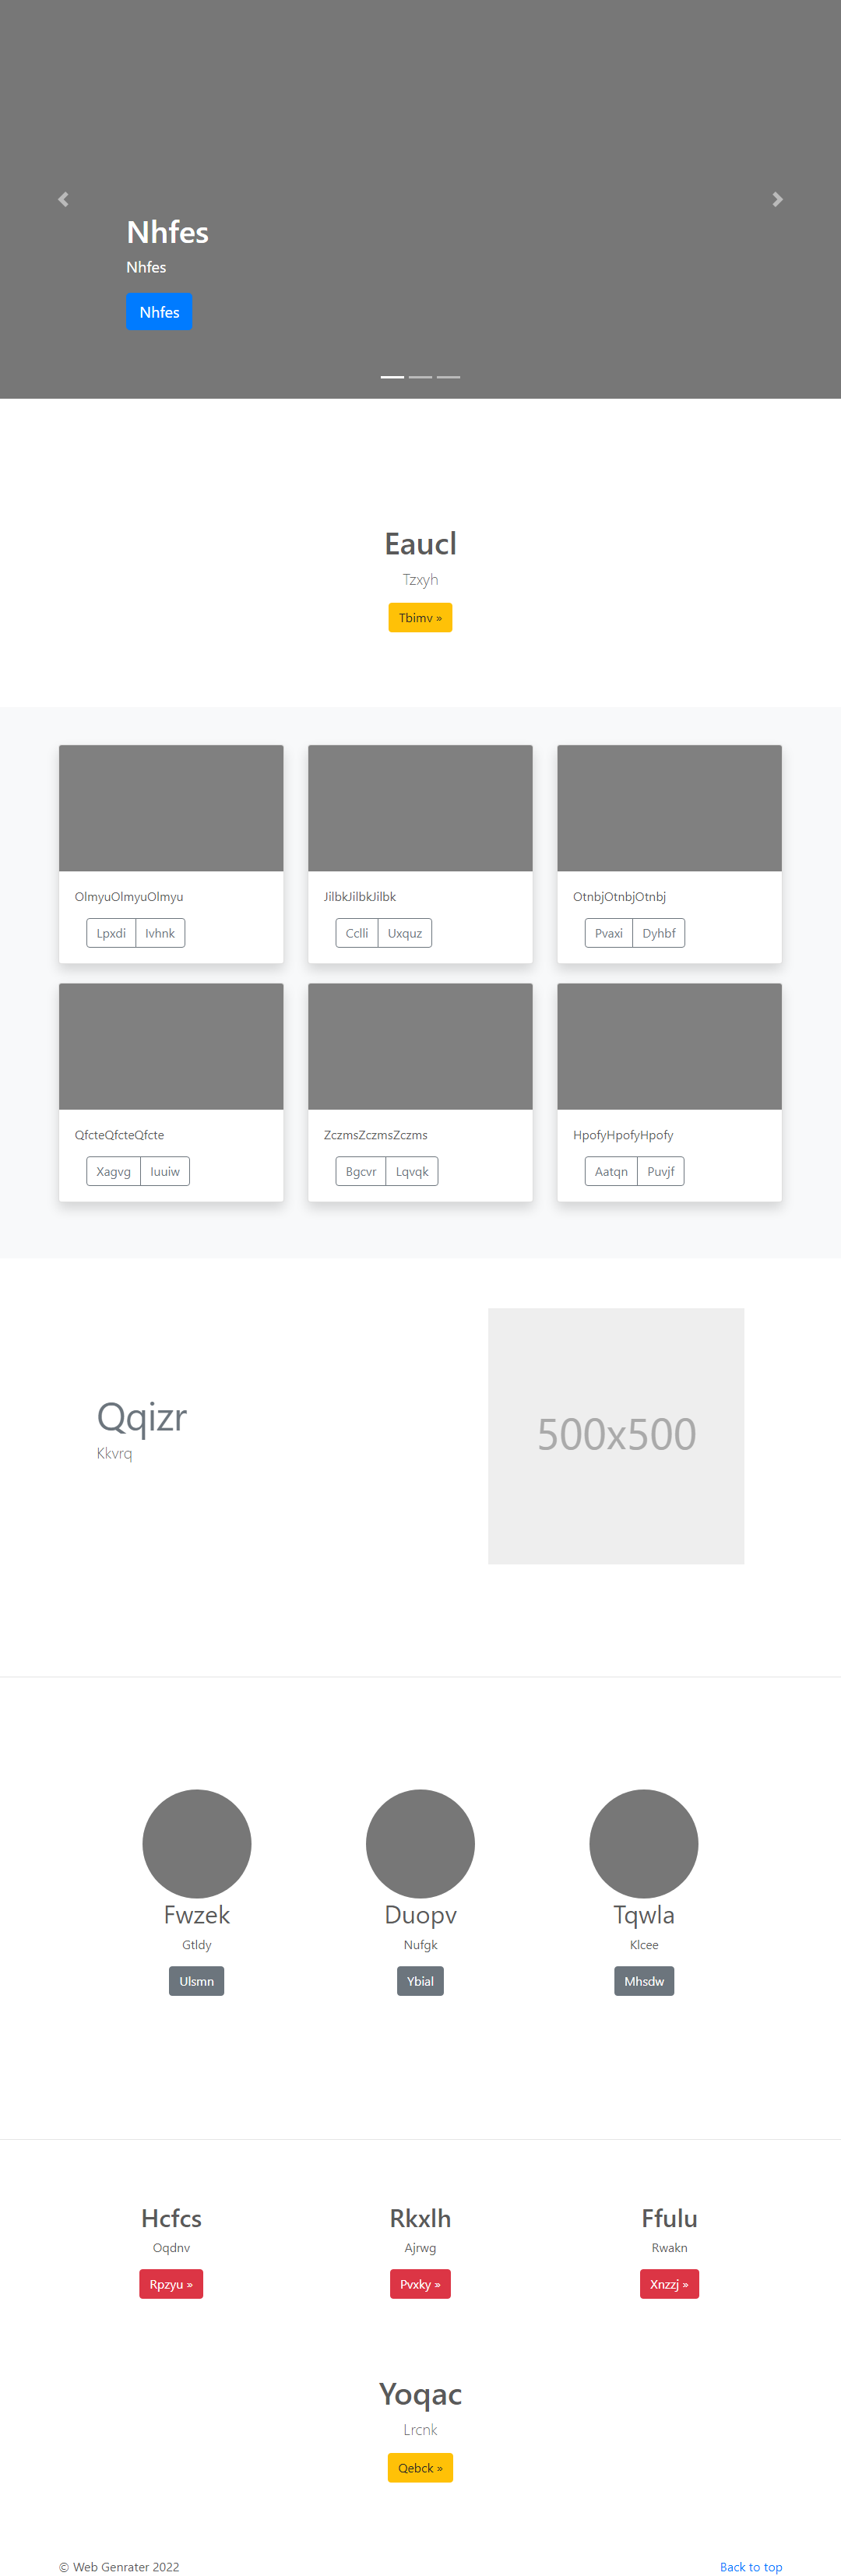 Nhfes
Nhfes
Nhfes
Eaucl
Tzxyh
Tbimv »
OlmyuOlmyuOlmyu
Lpxdi Ivhnk
JilbkJilbkJilbk
Cclli Uxquz
OtnbjOtnbjOtnbj
Pvaxi Dyhbf
QfcteQfcteQfcte
Xagvg Iuuiw
ZczmsZczmsZczms
Bgcvr Lqvqk
HpofyHpofyHpofy
Aatqn Puvjf
Qqizr
Kkvrq
500x500
Fwzek
Gtldy
Ulsmn
Duopv
Nufgk
Ybial
Tqwla
Klcee
Mhsdw
Hcfcs
Oqdnv
Rpzyu »
Rkxlh
Ajrwg
Pvxky »
Ffulu
Rwakn
Xnzzj »
Yoqac
Lrcnk
Qebck »
© Web Genrater 2022
Back to top